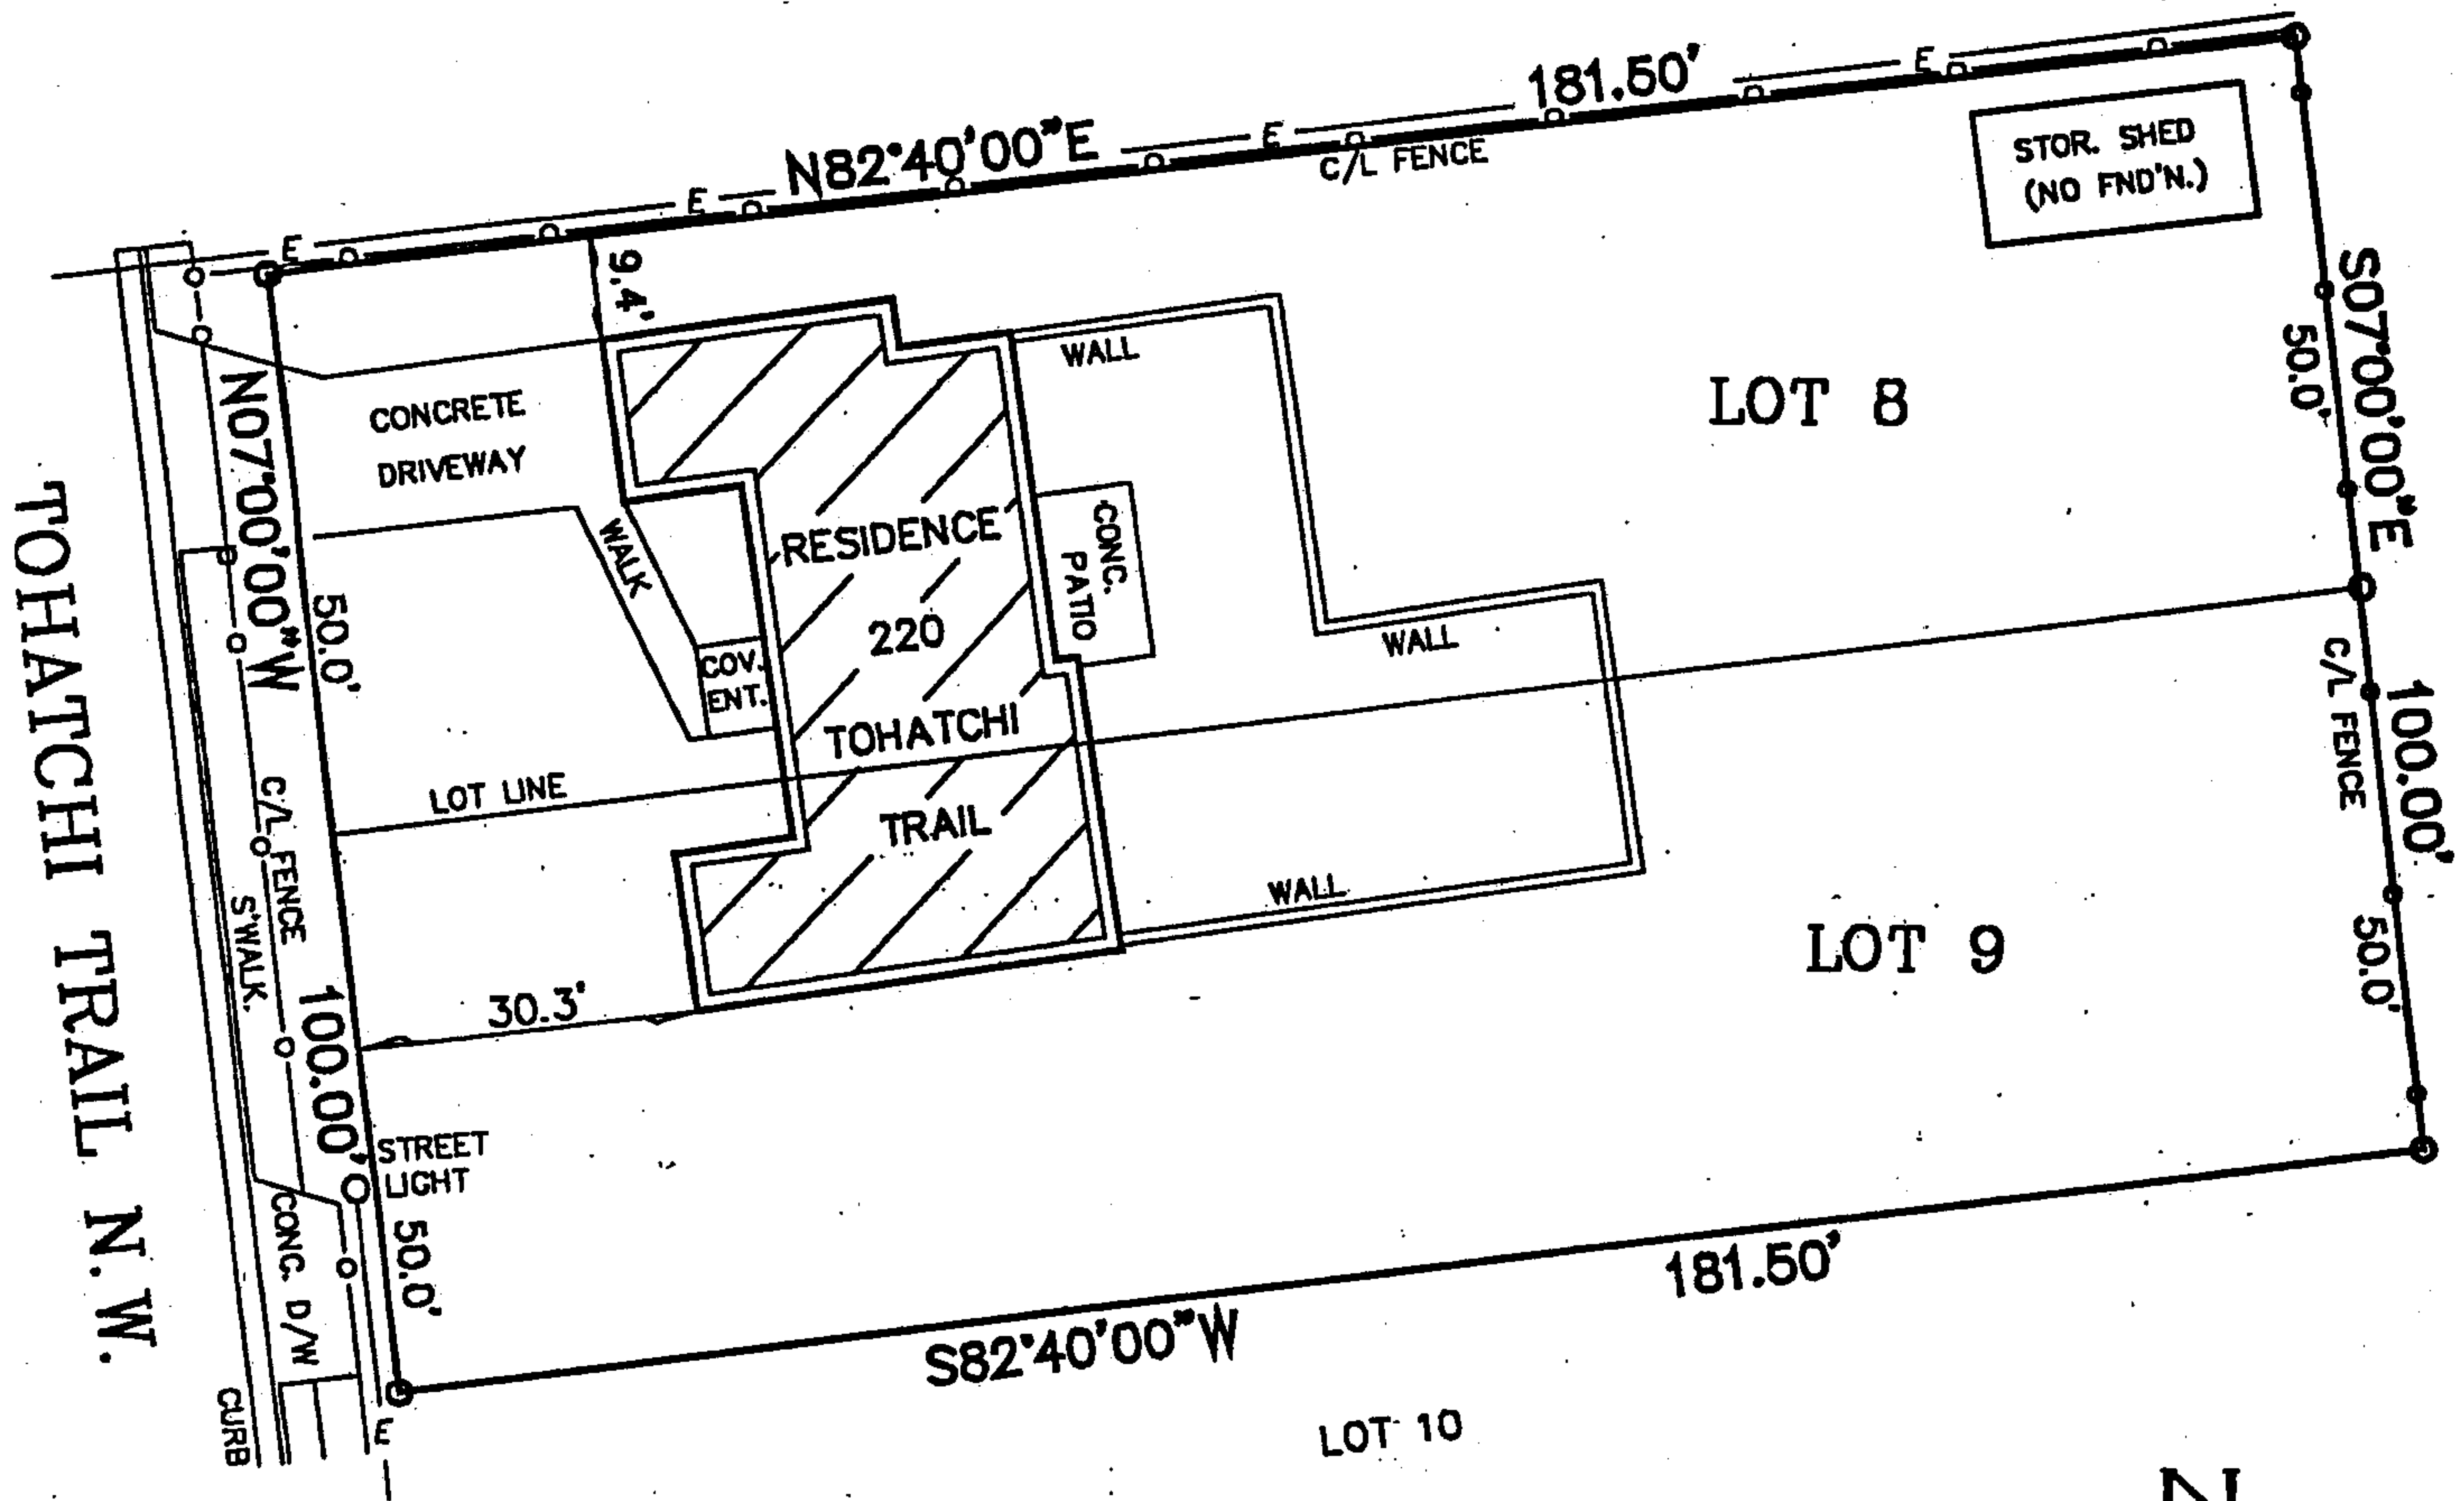 181.50'
E
N82°40'00"E
E
C/L FENCE
E
E
STOR. SHED
(NO FND'N.)
9.4'
WALL
LOT 8
S07°00'00"E
50.0'
CONCRETE
DRIVEWAY
N07°00'00"W
50.0'
WALK
RESIDENCE
220
TOHATCHI
TRAIL
CONC.
PATIO
COV.
ENT.
WALL
C/L FENCE
100.00'
LOT LINE
TOHATCHI TRAIL N.W.
C/L FENCE
S'WALK.
WALL
LOT 9
50.0'
30.3'
100.00'
STREET
LIGHT
50.0'
CONC. D/W
CURB
E
181.50'
S82°40'00"W
LOT 10
N